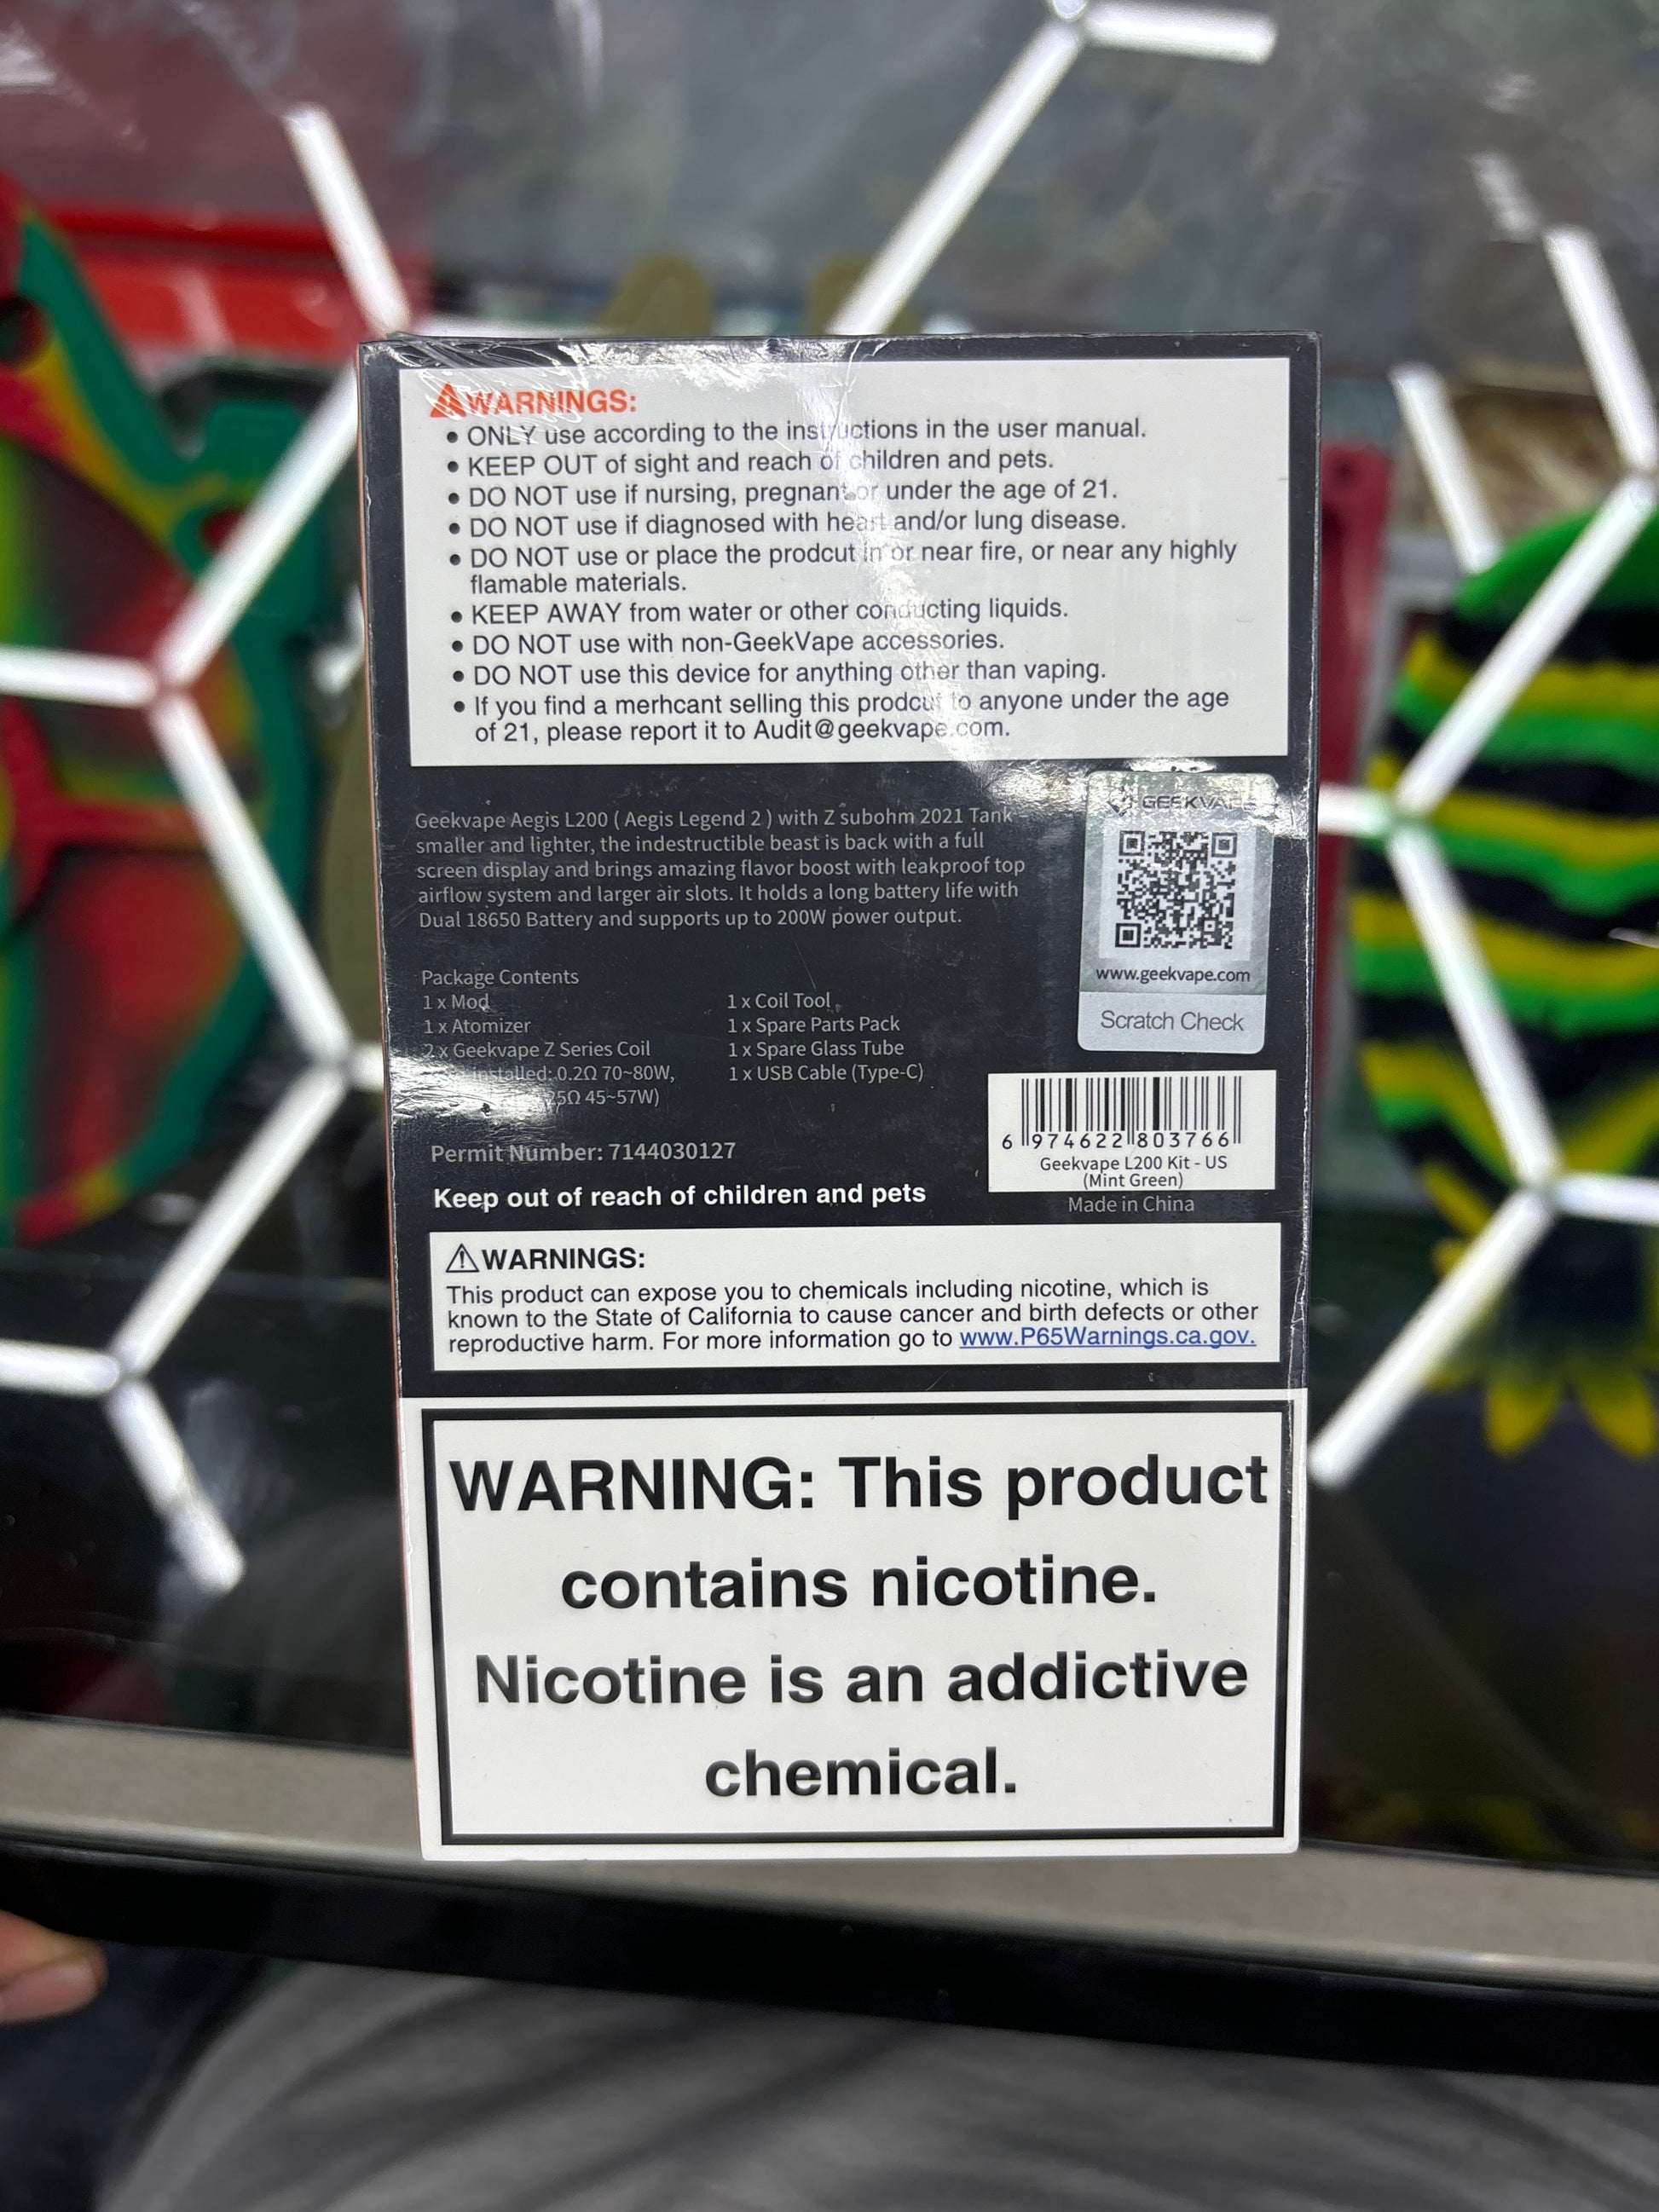 WARNINGS:
• ONLY use according to the instructions in the user manual.
• KEEP OUT of sight and reach of children and pets.
• DO NOT use if nursing, pregnant or under the age of 21.
• DO NOT use if diagnosed with heart and/or lung disease.
• DO NOT use or place the prodcut in or near fire, or near any highly
flamable materials.
• KEEP AWAY from water or other conducting liquids.
• DO NOT use with non-GeekVape accessories.
• DO NOT use this device for anything other than vaping.
• If you find a merhcant selling this prodcut to anyone under the age
of 21, please report it to Audit@geekvape.com.
Geekvape Aegis L200 ( Aegis Legend 2 ) with Z subohm 2021 Tank
smaller and lighter, the indestructible beast is back with a full
screen display and brings amazing flavor boost with leakproof top
airflow system and larger air slots. It holds a long battery life with
Dual 18650 Battery and supports up to 200W power output.
GEEKVAPE
www.geekvape.com
Scratch Check
Package Contents
1 x Mod
1 x Atomizer
2 x Geekvape Z Series Coil
installed: 0.2Ω 70~80W,
45~57W)
1 x Coil Tool
1 x Spare Parts Pack
1 x Spare Glass Tube
1 x USB Cable (Type-C)
6 974622 803766
Geekvape L200 Kit - US
(Mint Green)
Made in China
Permit Number: 7144030127
Keep out of reach of children and pets
WARNINGS:
This product can expose you to chemicals including nicotine, which is
known to the State of California to cause cancer and birth defects or other
reproductive harm. For more information go to www.P65Warnings.ca.gov.
WARNING: This product
contains nicotine.
Nicotine is an addictive
chemical.